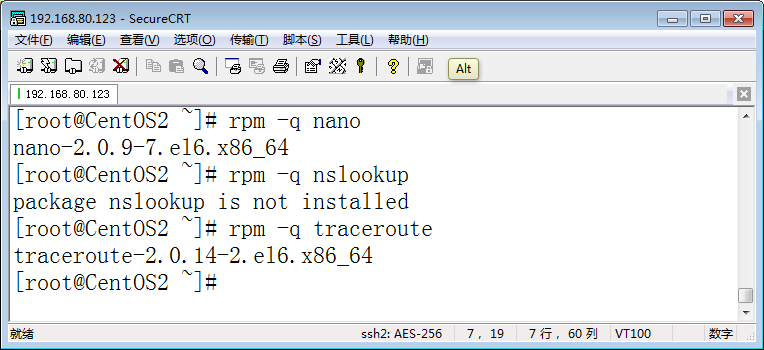 192.168.80.123 - SecureCRT
文件(F) 编辑(E) 查看(V) 选项(O) 传输(T) 脚本(S) 工具(L) 帮助(H)
Alt
192.168.80.123
[root@CentOS2 ~]# rpm -q nano
nano-2.0.9-7.el6.x86_64
[root@CentOS2 ~]# rpm -q nslookup
package nslookup is not installed
[root@CentOS2 ~]# rpm -q traceroute
traceroute-2.0.14-2.el6.x86_64
[root@CentOS2 ~]#
就绪 ssh2: AES-256 7, 19 7 行, 60 列 VT100 数字